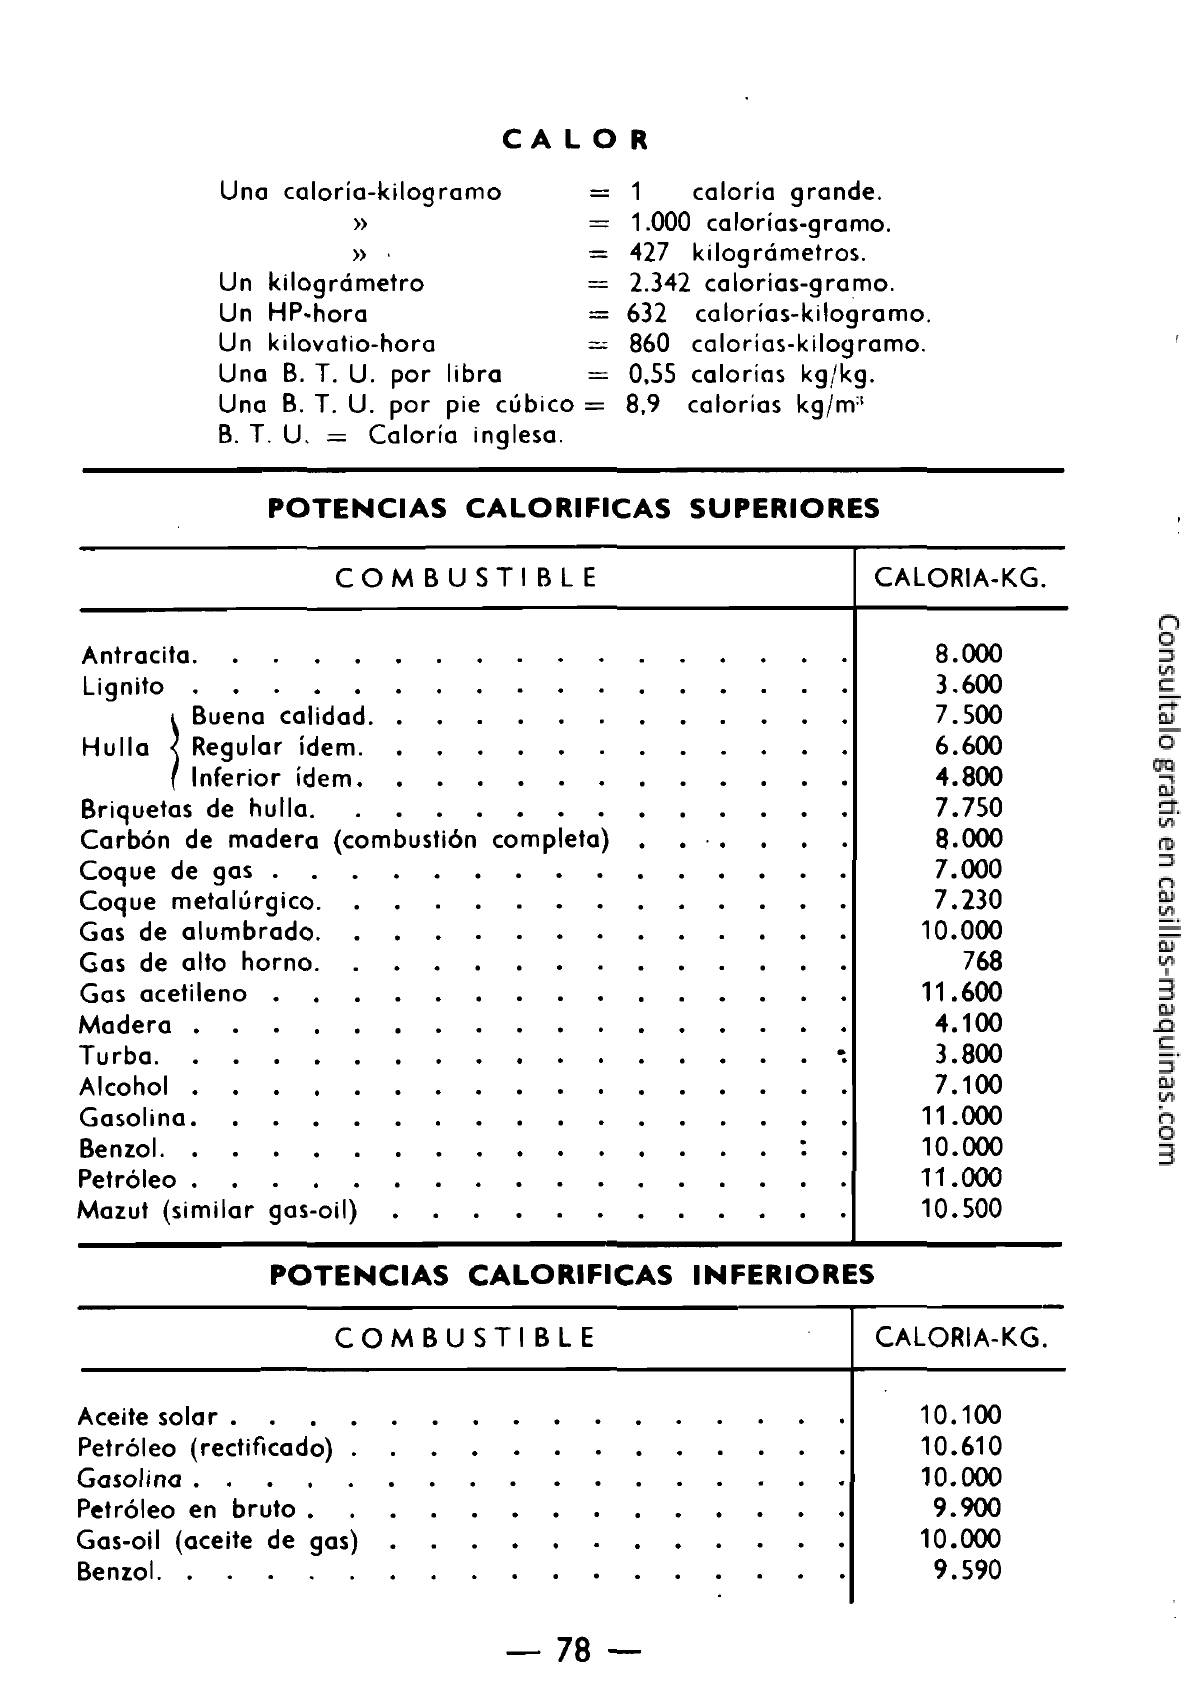 CALOR
Una caloría-kilogramo = 1 caloría grande.
» = 1.000 calorías-gramo.
» = 427 kilográmetros.
Un kilográmetro = 2.342 calorías-gramo.
Un HP-hora = 632 calorías-kilogramo.
Un kilovatio-hora = 860 calorías-kilogramo.
Una B. T. U. por libra = 0,55 calorías kg/kg.
Una B. T. U. por pie cúbico = 8,9 calorías kg/m³
B. T. U. = Caloría inglesa.
POTENCIAS CALORIFICAS SUPERIORES
COMBUSTIBLE CALORIA-KG.
Antracita. . . . . . . . . . . . . . . . . 8.000
Lignito . . . . . . . . . . . . . . . . . 3.600
Buena calidad. . . . . . . . . . . . . 7.500
Hulla { Regular ídem. . . . . . . . . . . . . 6.600
Inferior ídem. . . . . . . . . . . . . 4.800
Briquetas de hulla. . . . . . . . . . . . . . 7.750
Carbón de madera (combustión completa) . . . . . . 8.000
Coque de gas . . . . . . . . . . . . . . . 7.000
Coque metalúrgico. . . . . . . . . . . . . . 7.230
Gas de alumbrado. . . . . . . . . . . . . . 10.000
Gas de alto horno. . . . . . . . . . . . . . 768
Gas acetileno . . . . . . . . . . . . . . . 11.600
Madera . . . . . . . . . . . . . . . . . 4.100
Turba. . . . . . . . . . . . . . . . . . 3.800
Alcohol . . . . . . . . . . . . . . . . . 7.100
Gasolina. . . . . . . . . . . . . . . . . 11.000
Benzol. . . . . . . . . . . . . . . . . . 10.000
Petróleo . . . . . . . . . . . . . . . . . 11.000
Mazut (similar gas-oil) . . . . . . . . . . . . 10.500
POTENCIAS CALORIFICAS INFERIORES
COMBUSTIBLE CALORIA-KG.
Aceite solar . . . . . . . . . . . . . . . . 10.100
Petróleo (rectificado) . . . . . . . . . . . . . 10.610
Gasolina . . . . . . . . . . . . . . . . . 10.000
Petróleo en bruto . . . . . . . . . . . . . . 9.900
Gas-oil (aceite de gas) . . . . . . . . . . . . 10.000
Benzol. . . . . . . . . . . . . . . . . . 9.590
— 78 —
Consultalo gratis en casillas-maquinas.com